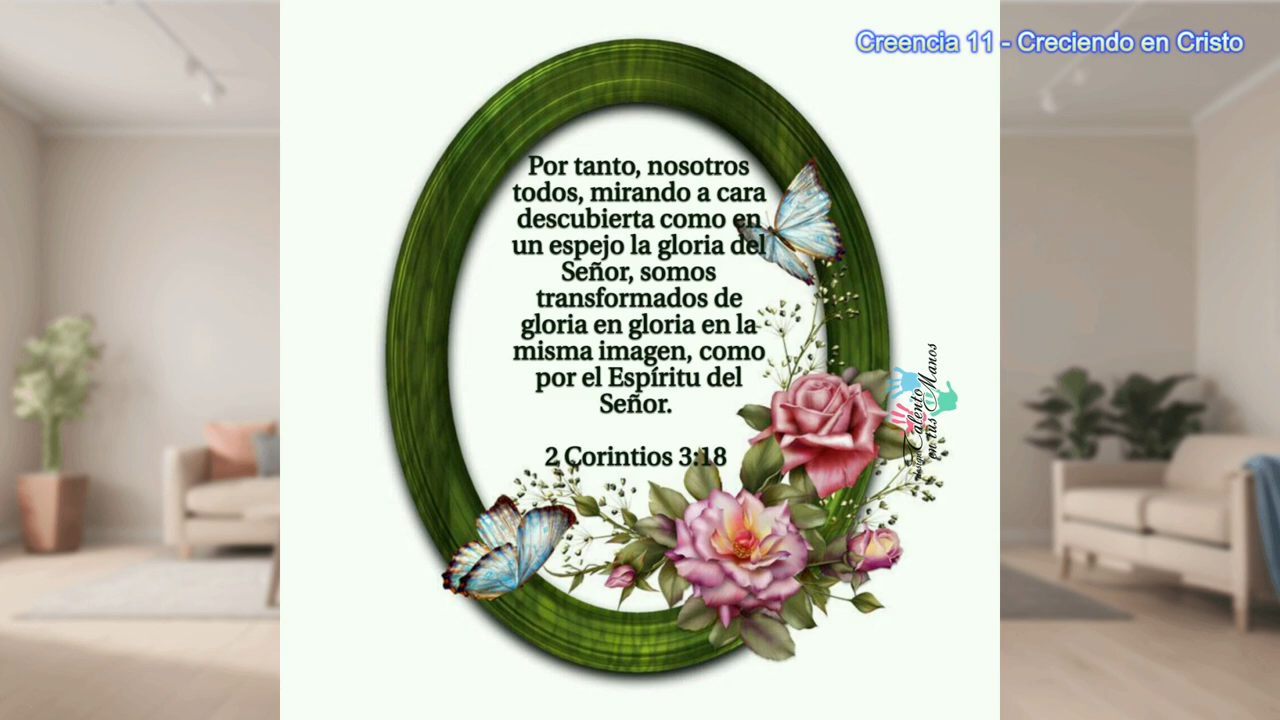 Creencia 11 - Creciendo en Cristo
Por tanto, nosotros
todos, mirando a cara
descubierta como en
un espejo la gloria del
Señor, somos
transformados de
gloria en gloria en la
misma imagen, como
por el Espíritu del
Señor.
2 Corintios 3:18
Talento
en tus Manos